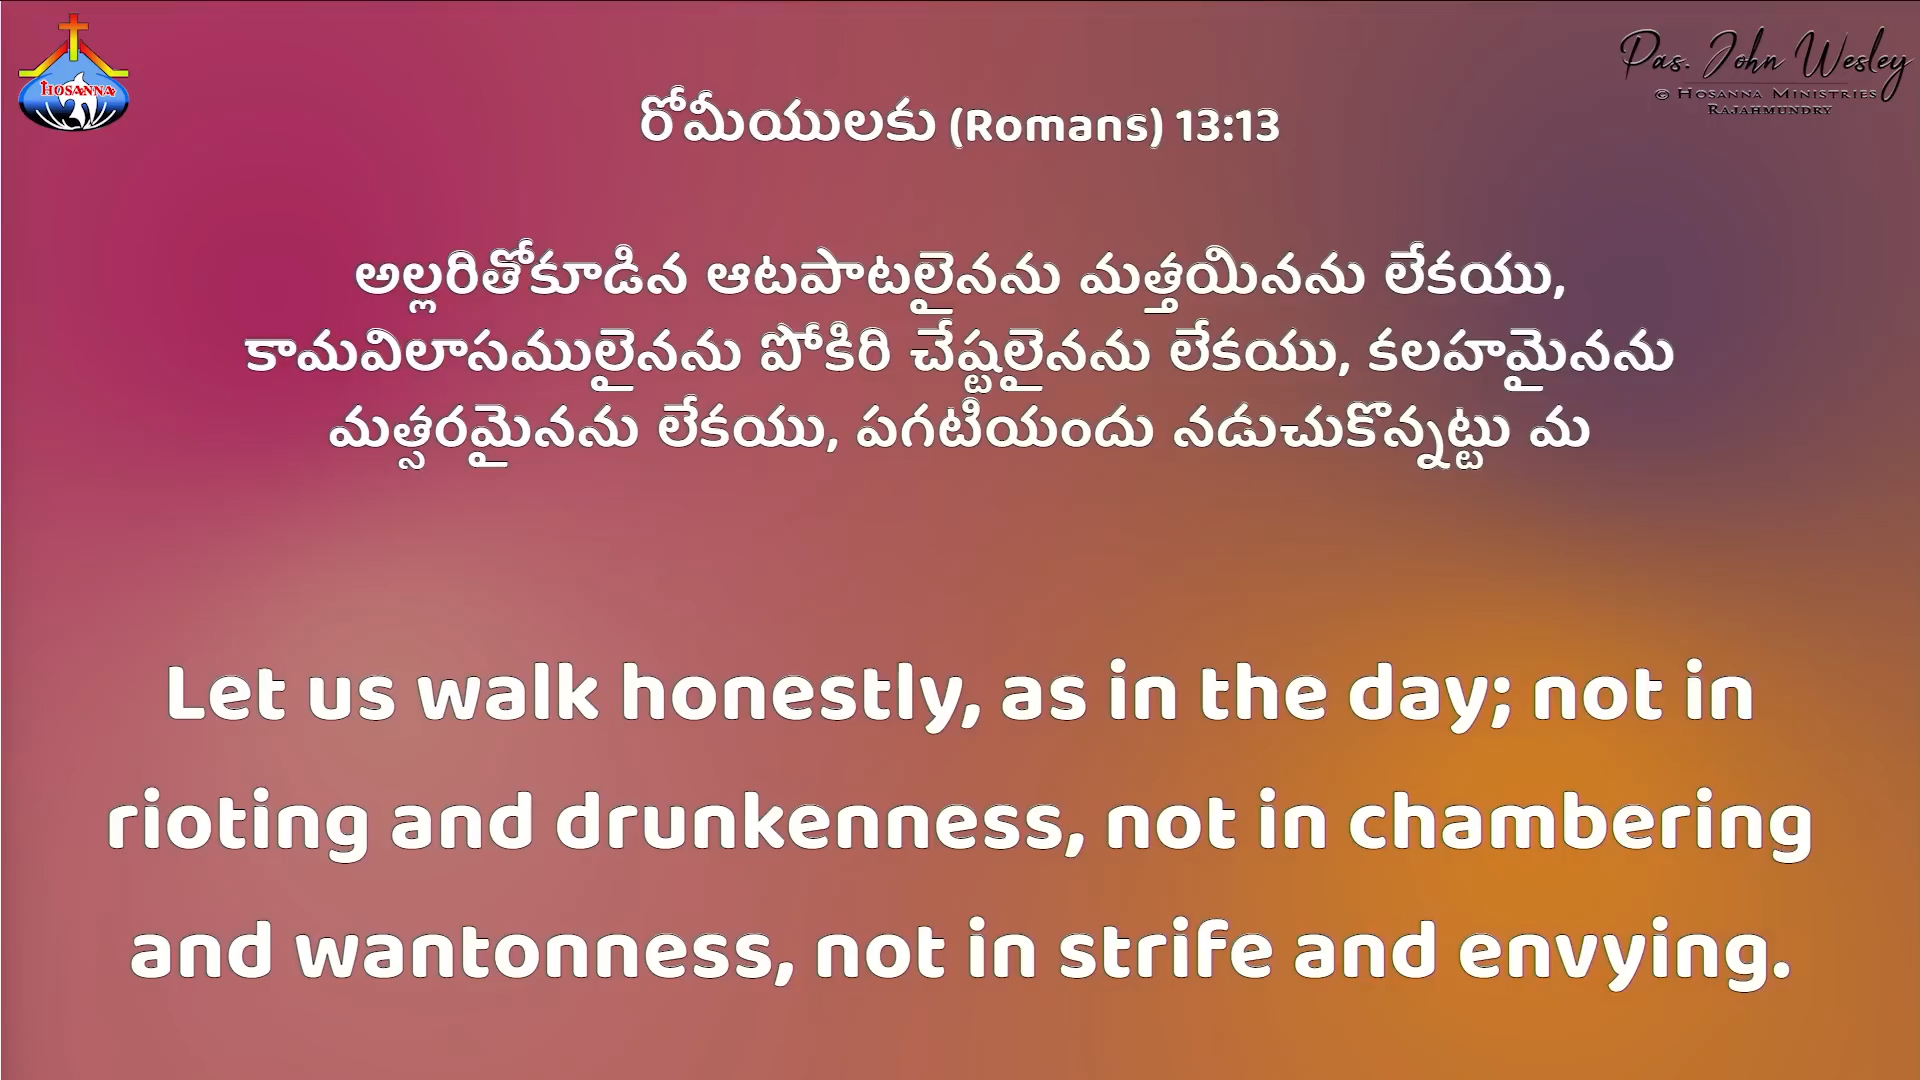 HOSANNA
Pas. John Wesley
© HOSANNA MINISTRIES
RAJAHMUNDRY
రోమీయులకు (Romans) 13:13
అల్లరితోకూడిన ఆటపాటలైనను మత్తయినను లేకయు,
కామవిలాసములైనను పోకిరి చేష్టలైనను లేకయు, కలహమైనను
మత్సరమైనను లేకయు, పగటియందు నడుచుకొన్నట్టు మ
Let us walk honestly, as in the day; not in
rioting and drunkenness, not in chambering
and wantonness, not in strife and envying.